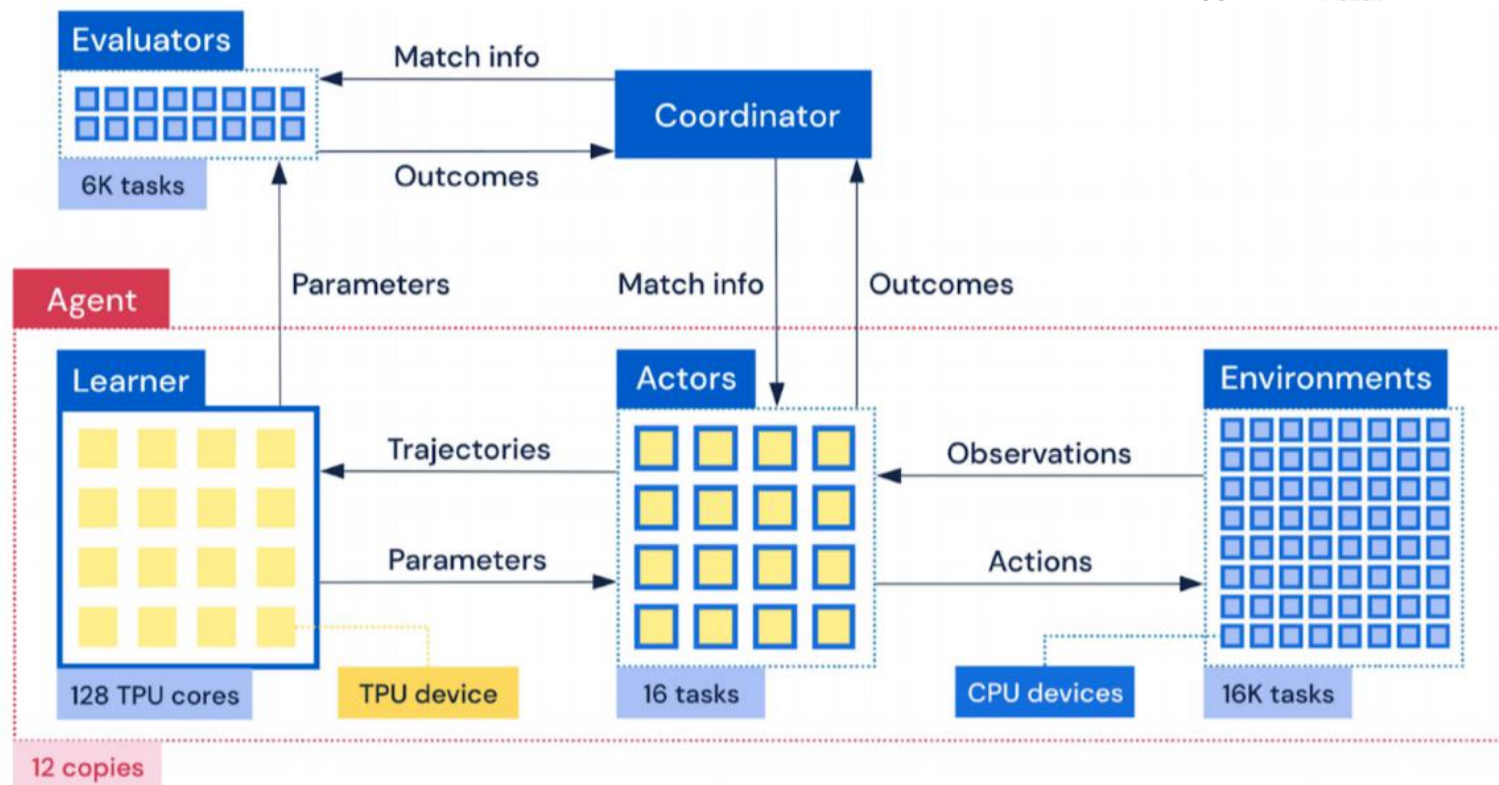 Evaluators
Match info
Coordinator
Outcomes
6K tasks
Parameters
Match info
Outcomes
Agent
Learner
Actors
Environments
Trajectories
Observations
Parameters
Actions
128 TPU cores
TPU device
16 tasks
CPU devices
16K tasks
12 copies